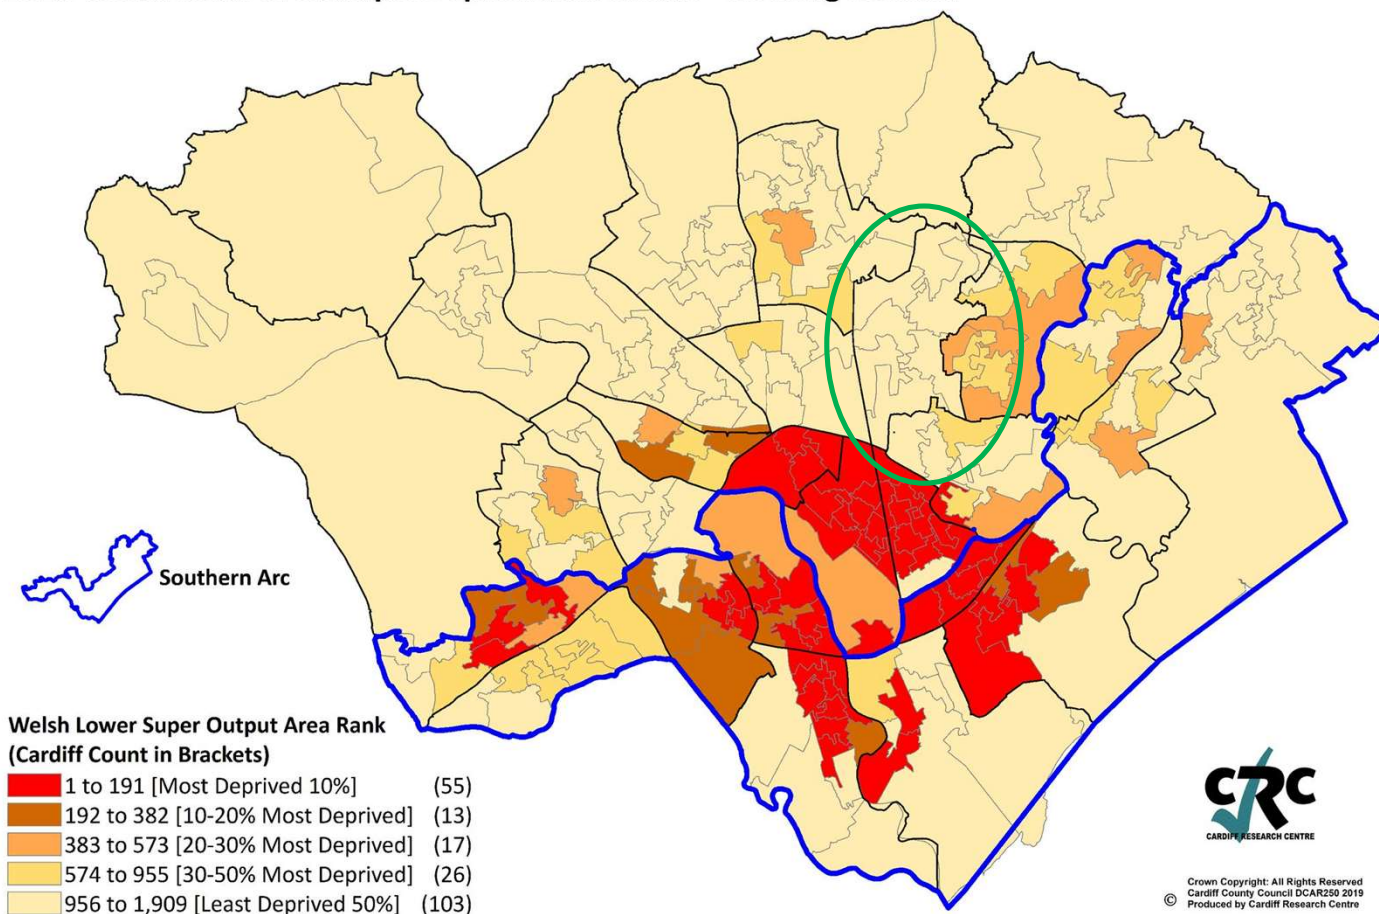 Southern Arc
Welsh Lower Super Output Area Rank
(Cardiff Count in Brackets)
1 to 191 [Most Deprived 10%] (55)
192 to 382 [10-20% Most Deprived] (13)
383 to 573 [20-30% Most Deprived] (17)
574 to 955 [30-50% Most Deprived] (26)
956 to 1,909 [Least Deprived 50%] (103)
CRC
CARDIFF RESEARCH CENTRE
Crown Copyright: All Rights Reserved
Cardiff County Council DCAR250 2019
© Produced by Cardiff Research Centre